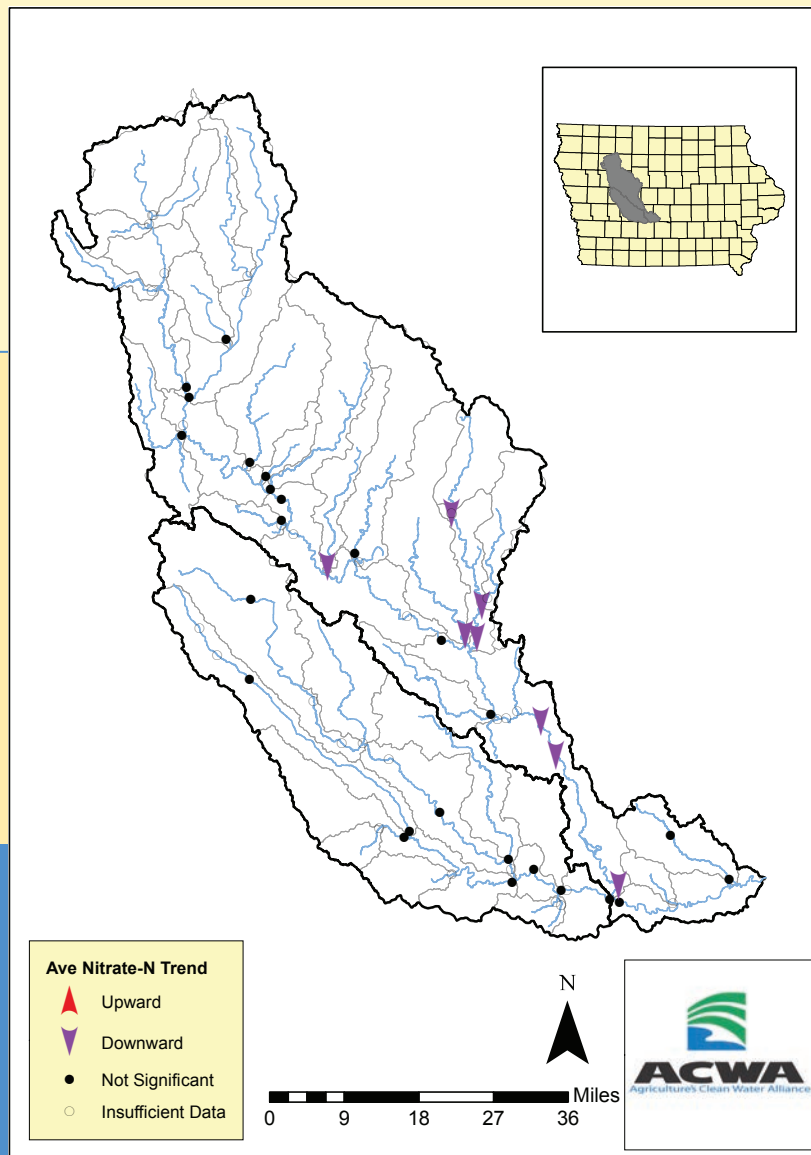 Ave Nitrate-N Trend
Upward
Downward
Not Significant
Insufficient Data
N
Miles
0 9 18 27 36
ACWA
Agriculture's Clean Water Alliance